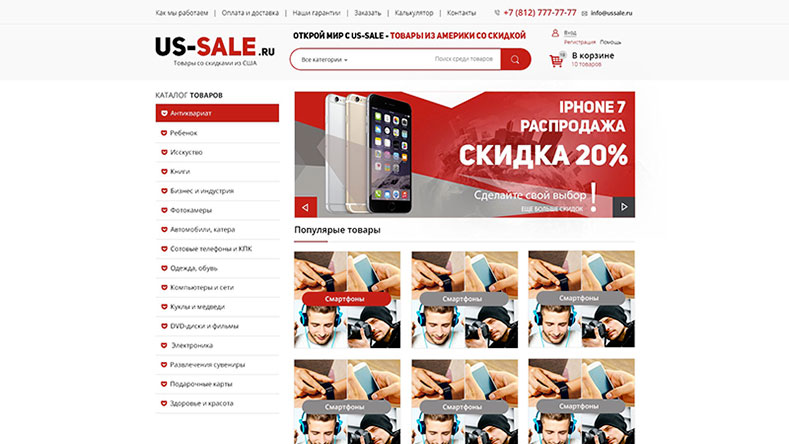 Как мы работаем | Оплата и доставка | Наши гарантии | Заказать | Калькулятор | Контакты
+7 (812) 777-77-77
info@ussale.ru
US-SALE.RU
Товары со скидками из США
ОТКРОЙ МИР С US-SALE - ТОВАРЫ ИЗ АМЕРИКИ СО СКИДКОЙ
Все категории
Поиск среди товаров
Вход
Регистрация Помощь
В корзине
10 товаров
КАТАЛОГ ТОВАРОВ
Антиквариат
Ребенок
Исскуство
Книги
Бизнес и индустрия
Фотокамеры
Автомобили, катера
Сотовые телефоны и КПК
Одежда, обувь
Компьютеры и сети
Куклы и медведи
DVD-диски и фильмы
Электроника
Развлечения сувениры
Подарочные карты
Здоровье и красота
IPHONE 7
РАСПРОДАЖА
СКИДКА 20%
Сделайте свой выбор !
ЕЩЕ БОЛЬШЕ СКИДОК
Популярые товары
Смартфоны
Смартфоны
Смартфоны
Смартфоны
Смартфоны
Смартфоны